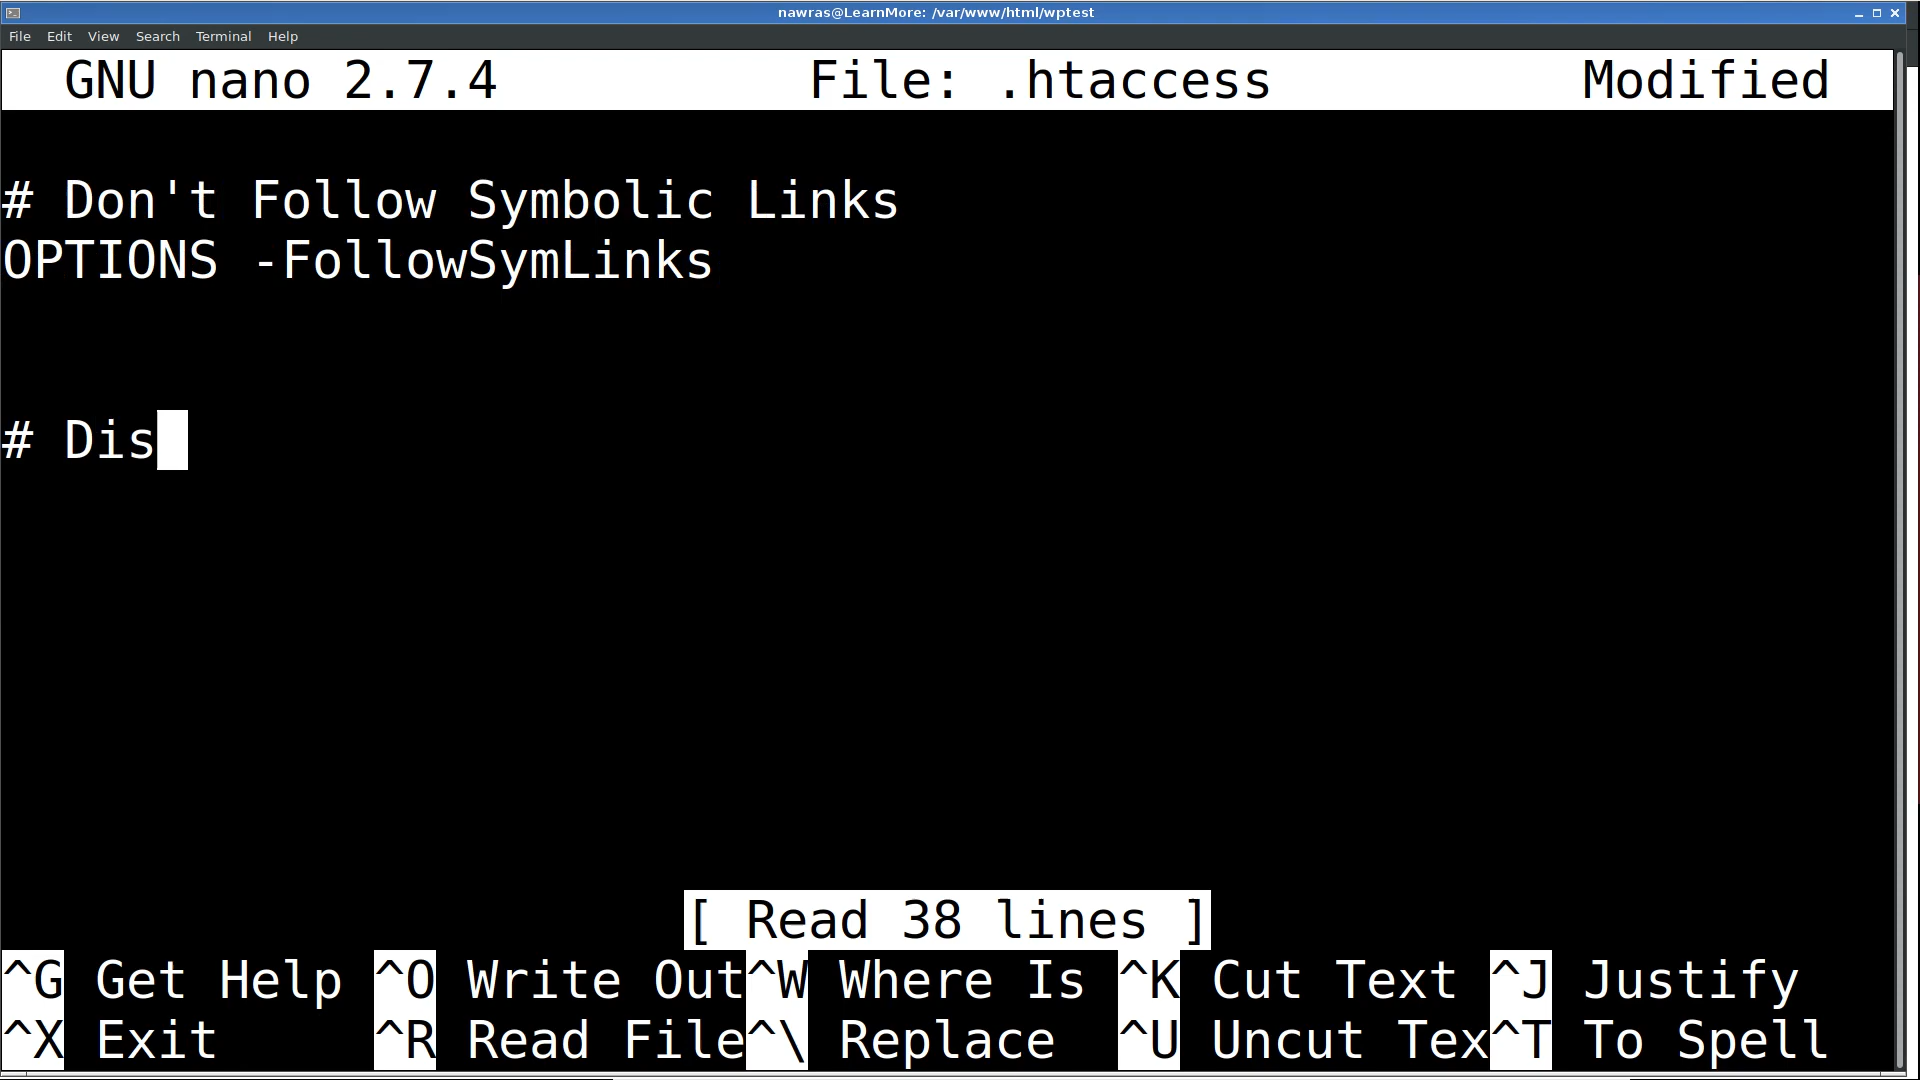 nawras@LearnMore: /var/www/html/wptest
File Edit View Search Terminal Help
GNU nano 2.7.4 File: .htaccess Modified
# Don't Follow Symbolic Links
OPTIONS -FollowSymLinks
# Dis
[ Read 38 lines ]
^G Get Help ^O Write Out ^W Where Is ^K Cut Text ^J Justify
^X Exit ^R Read File ^\ Replace ^U Uncut Tex ^T To Spell